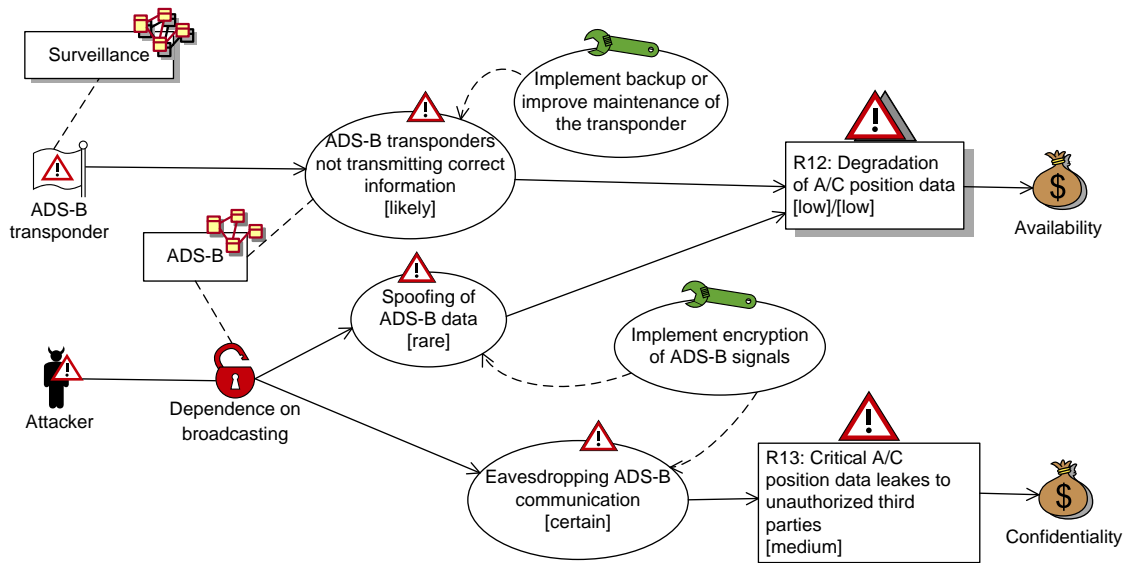 Surveillance
Implement backup or
improve maintenance of
the transponder
ADS-B transponders
not transmitting correct
information
[likely]
R12: Degradation
of A/C position data
[low]/[low]
$
Availability
ADS-B
transponder
ADS-B
Spoofing of
ADS-B data
[rare]
Implement encryption
of ADS-B signals
Attacker
Dependence on
broadcasting
Eavesdropping ADS-B
communication
[certain]
R13: Critical A/C
position data leakes to
unauthorized third
parties
[medium]
$
Confidentiality